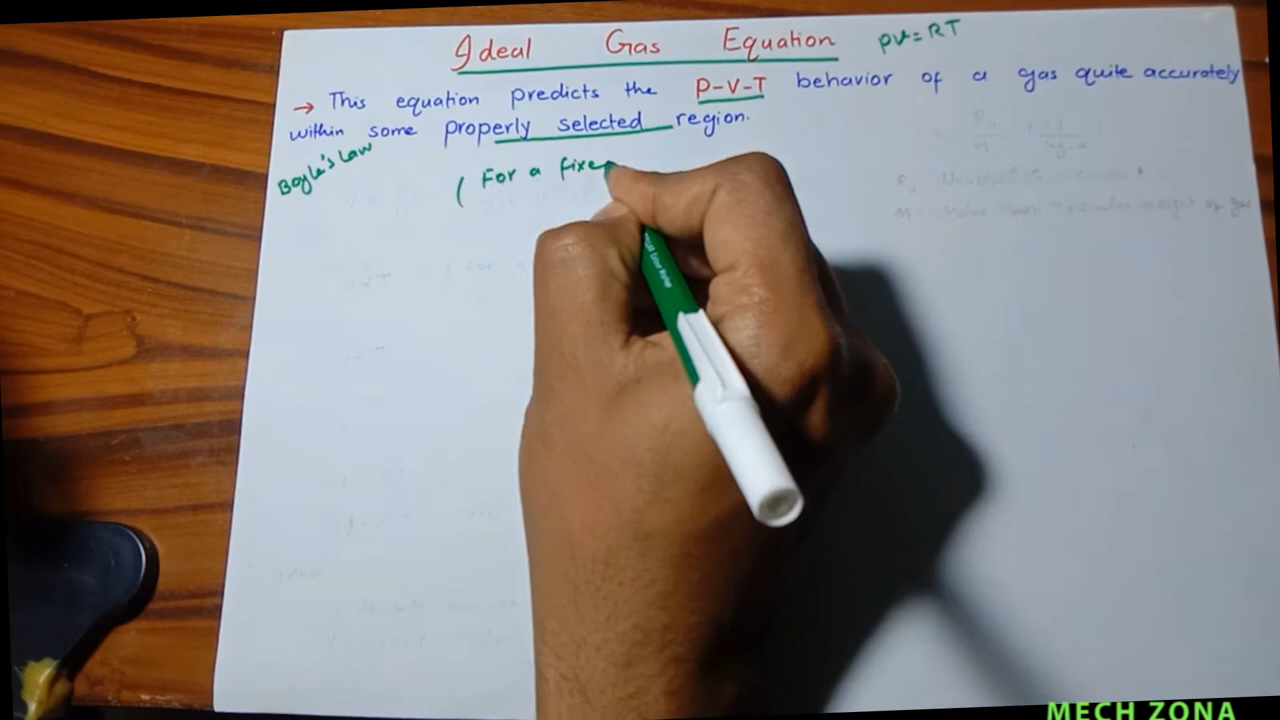 Ideal Gas Equation pv=RT
→ This equation predicts the P-V-T behavior of a gas quite accurately
within some properly selected region.
Boyle's Law
( For a fixe
MECH ZONA